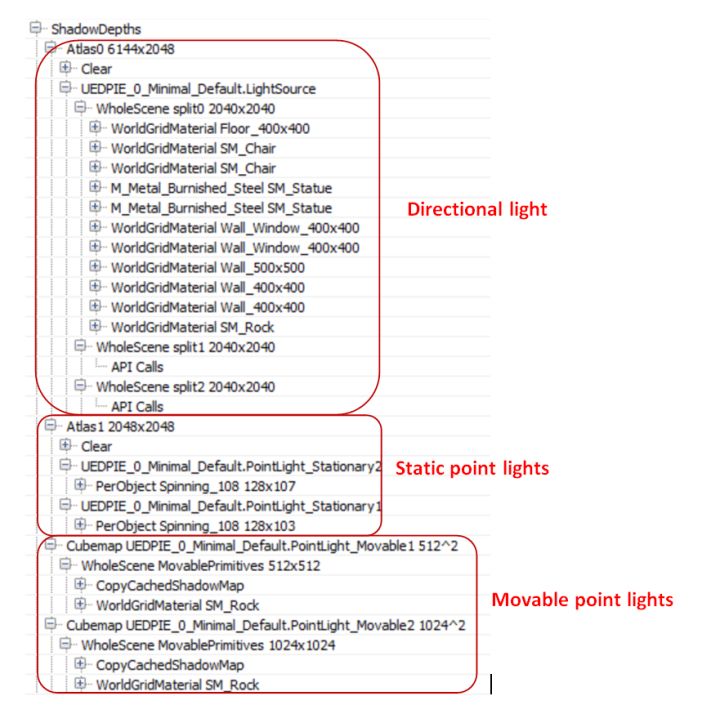 ShadowDepths
Atlas0 6144x2048
Clear
UEDPIE_0_Minimal_Default.LightSource
WholeScene split0 2040x2040
WorldGridMaterial Floor_400x400
WorldGridMaterial SM_Chair
WorldGridMaterial SM_Chair
M_Metal_Burnished_Steel SM_Statue
M_Metal_Burnished_Steel SM_Statue
Directional light
WorldGridMaterial Wall_Window_400x400
WorldGridMaterial Wall_Window_400x400
WorldGridMaterial Wall_500x500
WorldGridMaterial Wall_400x400
WorldGridMaterial Wall_400x400
WorldGridMaterial SM_Rock
WholeScene split1 2040x2040
API Calls
WholeScene split2 2040x2040
API Calls
Atlas1 2048x2048
Clear
UEDPIE_0_Minimal_Default.PointLight_Stationary2
Static point lights
PerObject Spinning_108 128x107
UEDPIE_0_Minimal_Default.PointLight_Stationary1
PerObject Spinning_108 128x103
Cubemap UEDPIE_0_Minimal_Default.PointLight_Movable1 512^2
WholeScene MovablePrimitives 512x512
CopyCachedShadowMap
WorldGridMaterial SM_Rock
Movable point lights
Cubemap UEDPIE_0_Minimal_Default.PointLight_Movable2 1024^2
WholeScene MovablePrimitives 1024x1024
CopyCachedShadowMap
WorldGridMaterial SM_Rock